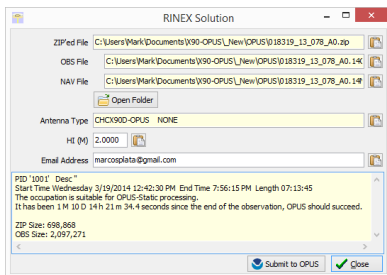 RINEX Solution
ZIP'ed File C:\Users\Mark\Documents\X90-OPUS\_New\OPUS\018319_13_078_A0.zip
OBS File C:\Users\Mark\Documents\X90-OPUS\_New\OPUS\018319_13_078_A0.14O
NAV File C:\Users\Mark\Documents\X90-OPUS\_New\OPUS\018319_13_078_A0.14N
Open Folder
Antenna Type CHCX90D-OPUS NONE
HI (M) 2.0000
Email Address marcosplata@gmail.com
PID '1001' Desc ''
Start Time Wednesday 3/19/2014 12:42:30 PM End Time 7:56:15 PM Length 07:13:45
The occupation is suitable for OPUS-Static processing.
It has been 1 M 10 D 14 h 21 m 34.4 seconds since the end of the observation, OPUS should succeed.
ZIP Size: 698,868
OBS Size: 2,097,271
Submit to OPUS Close